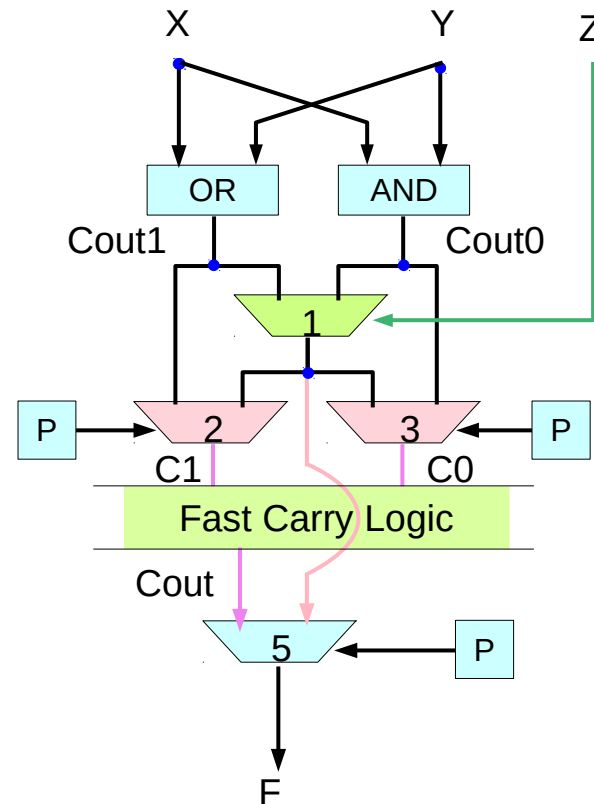 X Y Z
OR AND
Cout1 Cout0
1
P 2 3 P
C1 C0
Fast Carry Logic
Cout
5 P
F